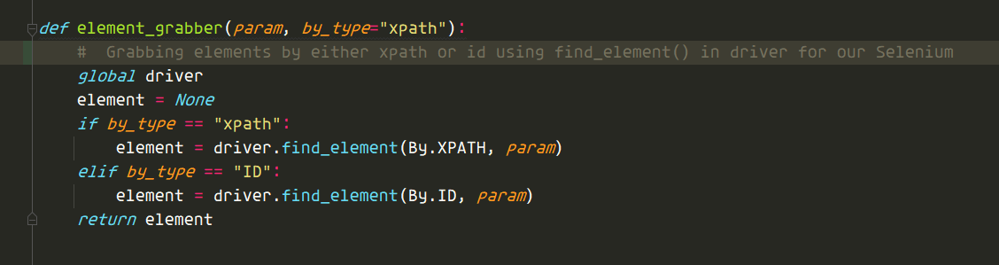 def element_grabber(param, by_type="xpath"):
#  Grabbing elements by either xpath or id using find_element() in driver for our Selenium
global driver
element = None
if by_type == "xpath":
element = driver.find_element(By.XPATH, param)
elif by_type == "ID":
element = driver.find_element(By.ID, param)
return element